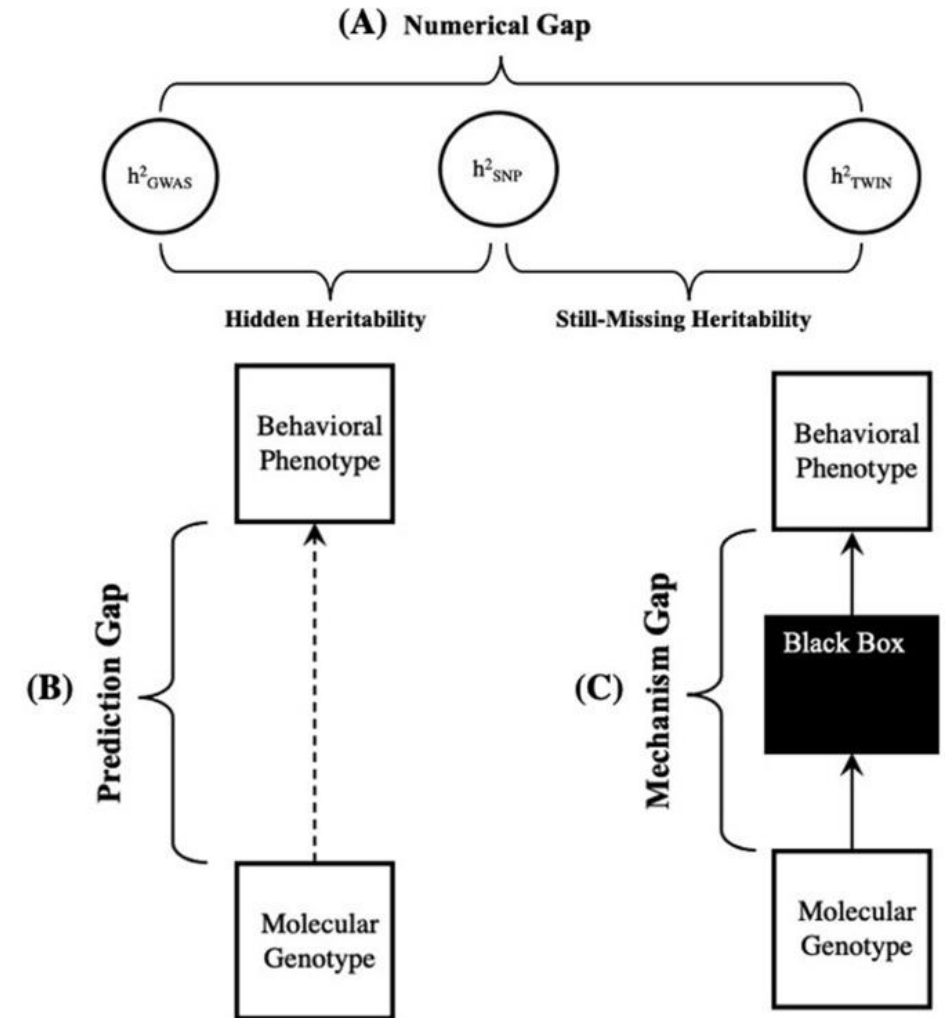 (A) Numerical Gap
h²GWAS
h²SNP
h²TWIN
Hidden Heritability
Still-Missing Heritability
Behavioral
Phenotype
Prediction Gap
(B)
Molecular
Genotype
Behavioral
Phenotype
Mechanism Gap
(C)
Black Box
Molecular
Genotype